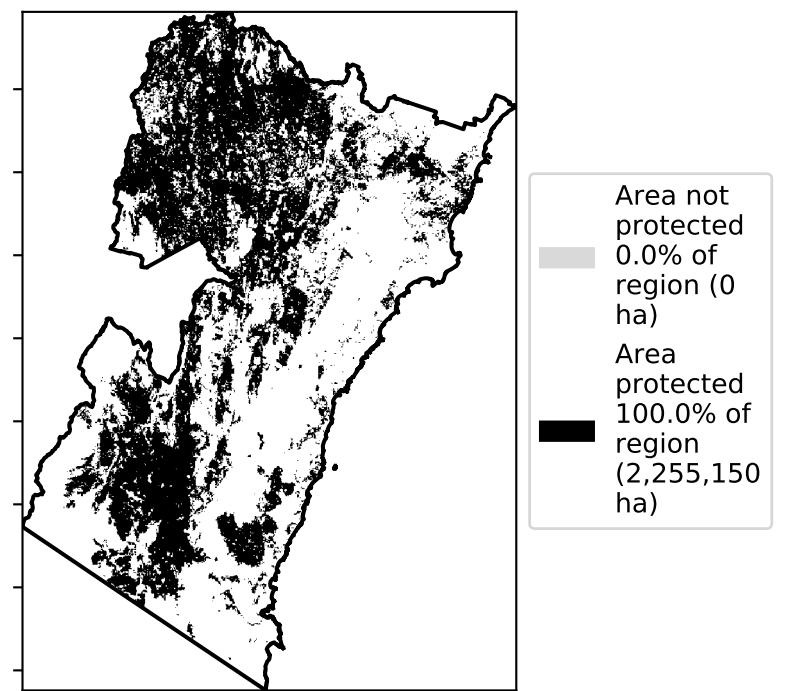 Area not
protected
0.0% of
region (0
ha)
Area
protected
100.0% of
region
(2,255,150
ha)